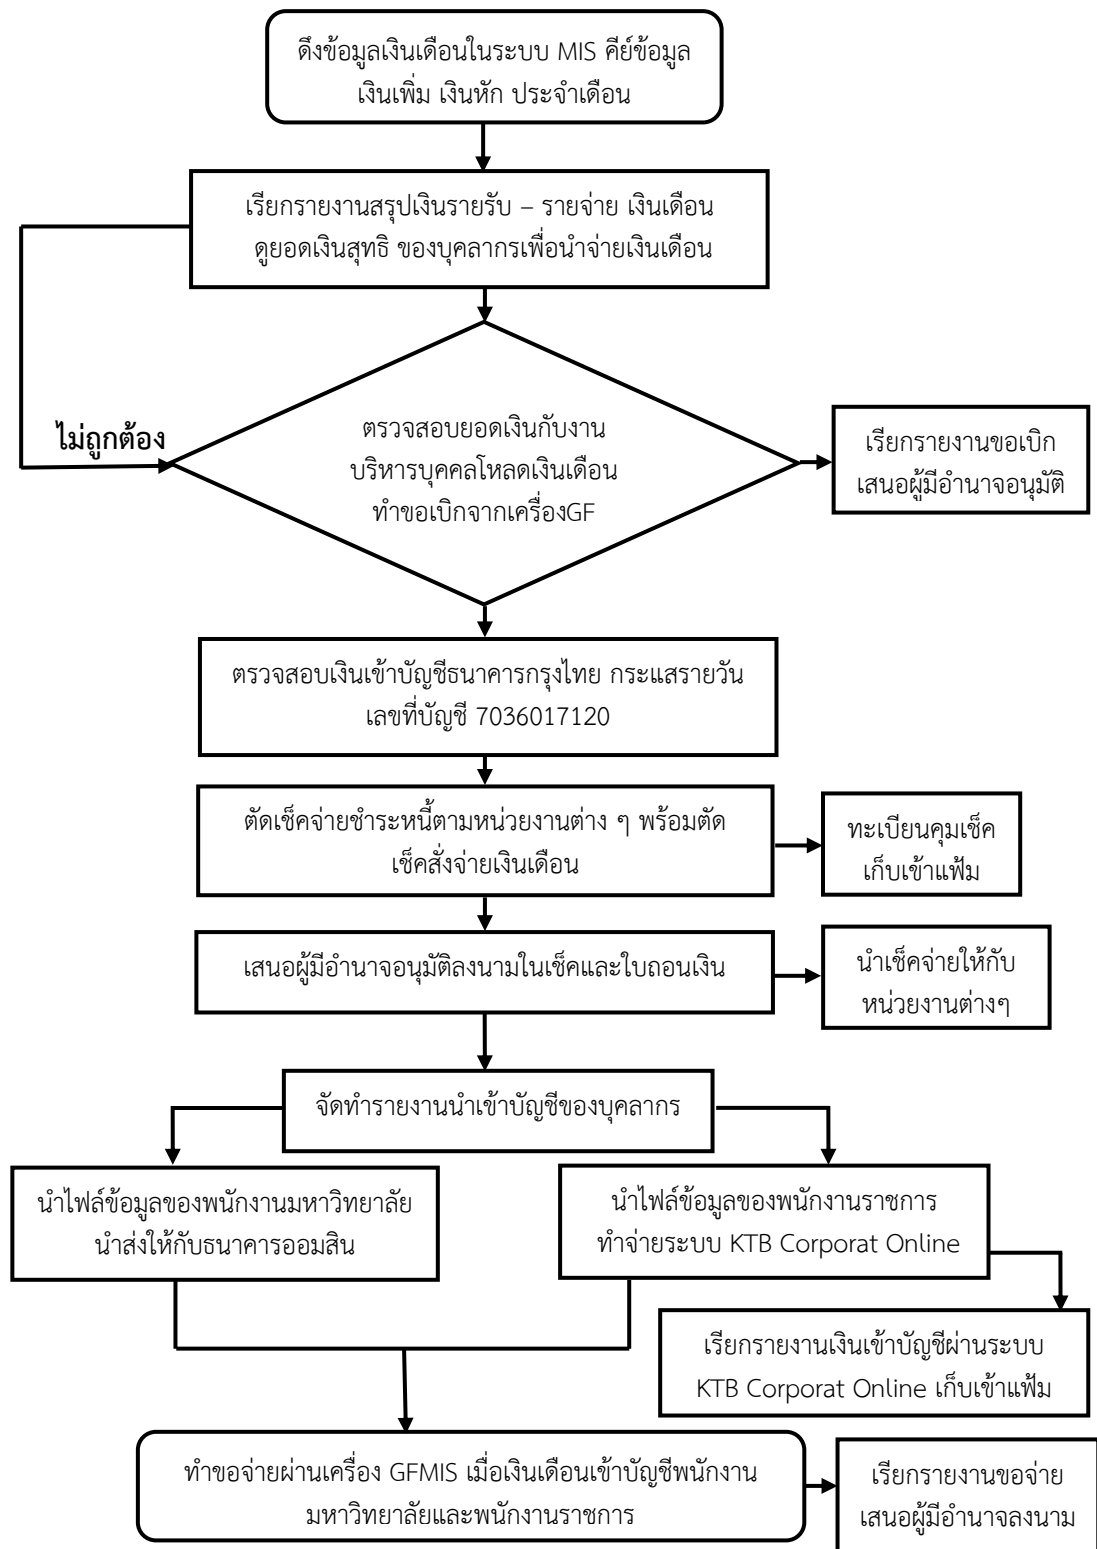 ดึงข้อมูลเงินเดือนในระบบ MIS คีย์ข้อมูล
เงินเพิ่ม เงินหัก ประจำเดือน
เรียกรายงานสรุปเงินรายรับ – รายจ่าย เงินเดือน
ดูยอดเงินสุทธิ ของบุคลากรเพื่อนำจ่ายเงินเดือน
ไม่ถูกต้อง
ตรวจสอบยอดเงินกับงาน
บริหารบุคคลโหลดเงินเดือน
ทำขอเบิกจากเครื่องGF
เรียกรายงานขอเบิก
เสนอผู้มีอำนาจอนุมัติ
ตรวจสอบเงินเข้าบัญชีธนาคารกรุงไทย กระแสรายวัน
เลขที่บัญชี 7036017120
ตัดเช็คจ่ายชำระหนี้ตามหน่วยงานต่าง ๆ พร้อมตัด
เช็คสั่งจ่ายเงินเดือน
ทะเบียนคุมเช็ค
เก็บเข้าแฟ้ม
เสนอผู้มีอำนาจอนุมัติลงนามในเช็คและใบถอนเงิน
นำเช็คจ่ายให้กับ
หน่วยงานต่างๆ
จัดทำรายงานนำเข้าบัญชีของบุคลากร
นำไฟล์ข้อมูลของพนักงานมหาวิทยาลัย
นำส่งให้กับธนาคารออมสิน
นำไฟล์ข้อมูลของพนักงานราชการ
ทำจ่ายระบบ KTB Corporat Online
เรียกรายงานเงินเข้าบัญชีผ่านระบบ
KTB Corporat Online เก็บเข้าแฟ้ม
ทำขอจ่ายผ่านเครื่อง GFMIS เมื่อเงินเดือนเข้าบัญชีพนักงาน
มหาวิทยาลัยและพนักงานราชการ
เรียกรายงานขอจ่าย
เสนอผู้มีอำนาจลงนาม